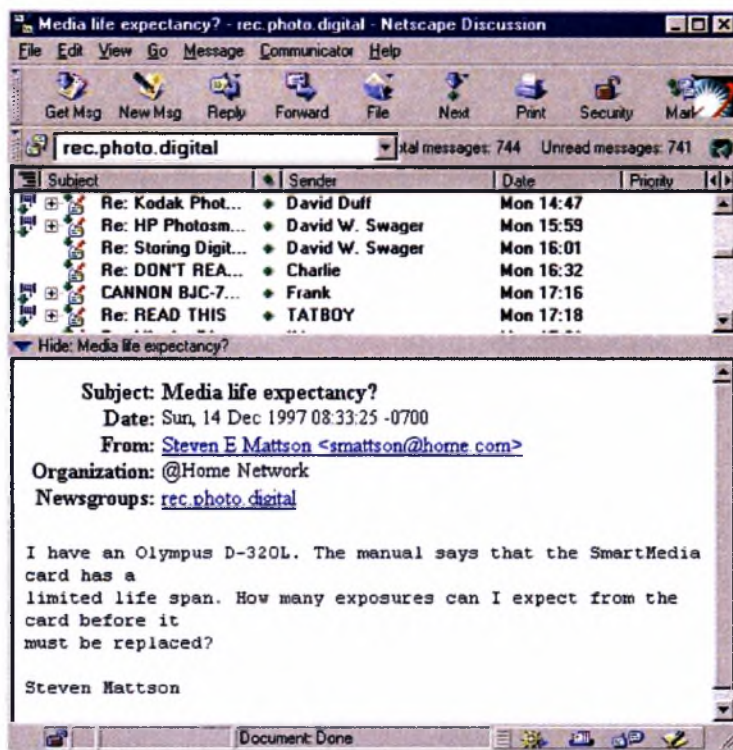 Media life expectancy? - rec.photo.digital - Netscape Discussion
File Edit View Go Message Communicator Help
Get Msg New Msg Reply Forward File Next Print Security Mark
rec.photo.digital tal messages: 744 Unread messages: 741
Subject Sender Date Priority
Re: Kodak Phot... David Duff Mon 14:47
Re: HP Photosm... David W. Swager Mon 15:59
Re: Storing Digit... David W. Swager Mon 16:01
Re: DON'T REA... Charlie Mon 16:32
CANNON BJC-7... Frank Mon 17:16
Re: READ THIS TATBOY Mon 17:18
Hide: Media life expectancy?
Subject: Media life expectancy?
Date: Sun, 14 Dec 1997 08:33:25 -0700
From: Steven E Mattson <smattson@home.com>
Organization: @Home Network
Newsgroups: rec.photo.digital
I have an Olympus D-320L. The manual says that the SmartMedia
card has a
limited life span. How many exposures can I expect from the
card before it
must be replaced?
Steven Mattson
Document: Done